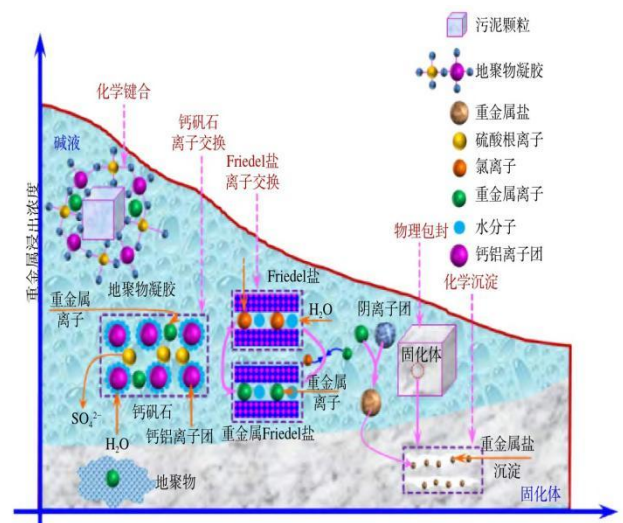 污泥颗粒
地聚物凝胶
重金属盐
硫酸根离子
氯离子
重金属离子
水分子
钙铝离子团
重金属浸出浓度
碱液
化学键合
钙矾石
离子交换
Friedel盐
离子交换
物理包封
化学沉淀
地聚物凝胶
重金属
离子
Friedel盐
H₂O
阴离子团
固化体
重金属
离子
SO₄²⁻
钙矾石
H₂O
钙铝离子团
重金属Friedel盐
重金属盐
沉淀
地聚物
固化体